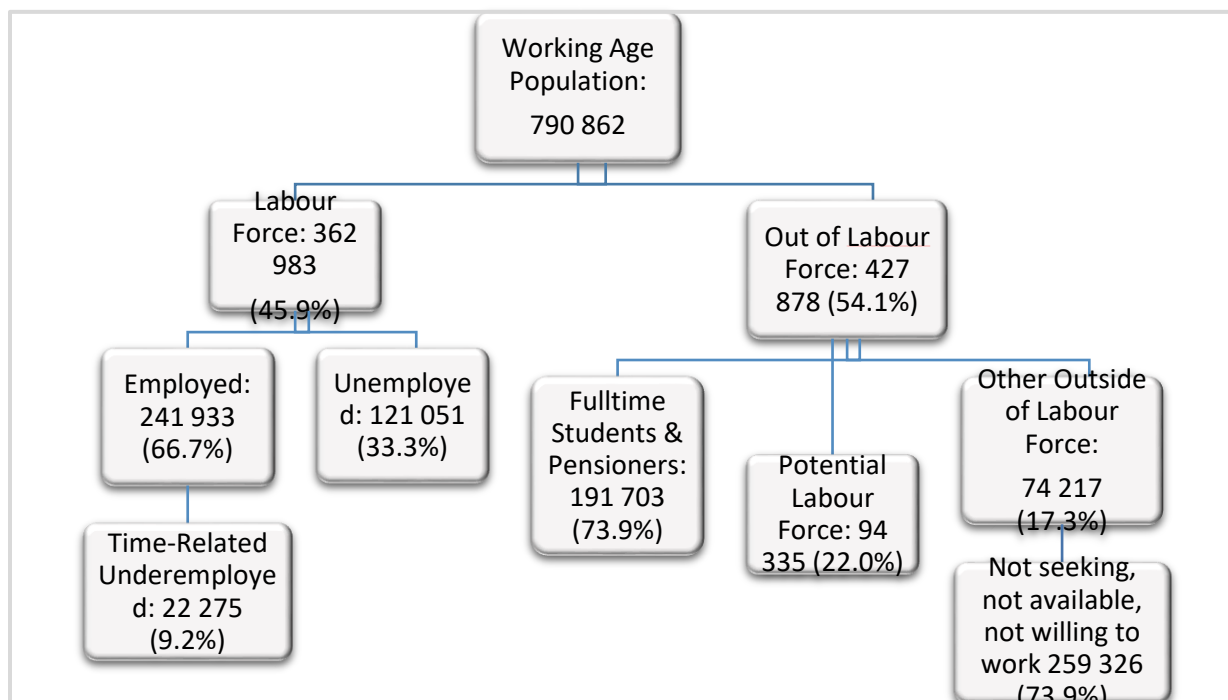 Working Age
Population:
790 862
Labour
Force: 362
983
(45.9%)
Out of Labour
Force: 427
878 (54.1%)
Employed:
241 933
(66.7%)
Unemploye
d: 121 051
(33.3%)
Fulltime
Students &
Pensioners:
191 703
(73.9%)
Potential
Labour
Force: 94
335 (22.0%)
Other Outside
of Labour
Force:
74 217
(17.3%)
Time-Related
Underemploye
d: 22 275
(9.2%)
Not seeking,
not available,
not willing to
work 259 326
(73.9%)